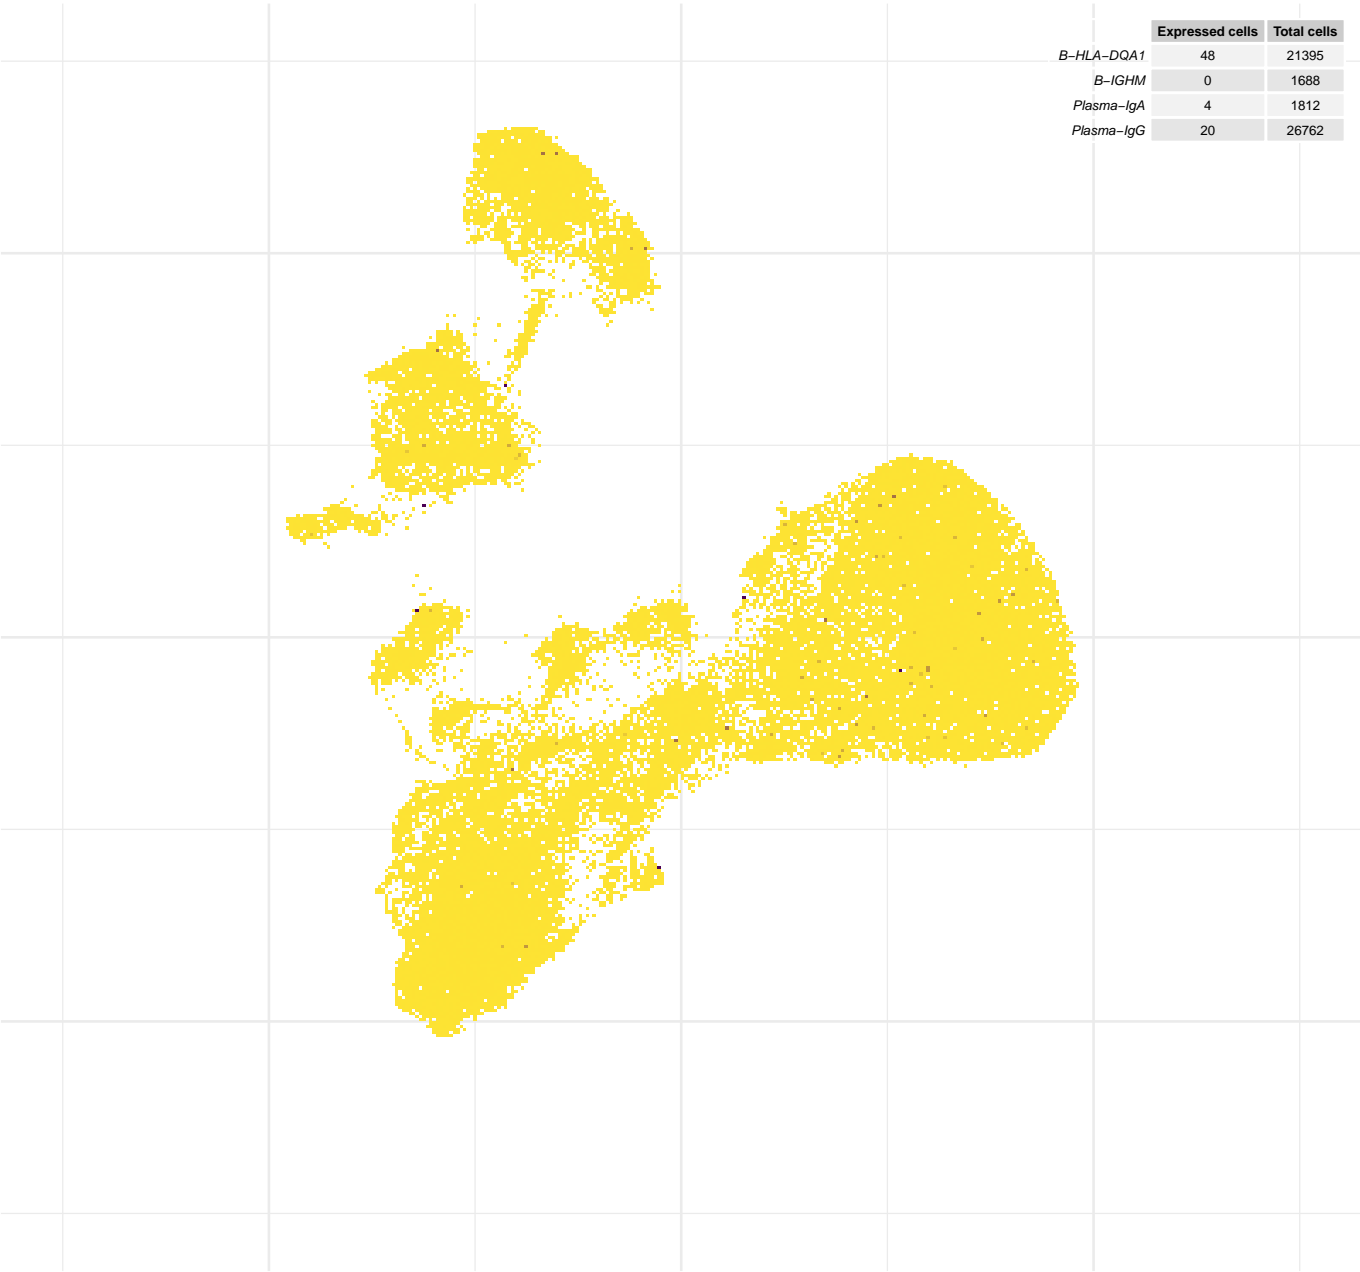 Expressed cells Total cells
B−HLA−DQA1 48 21395
B−IGHM 0 1688
Plasma−IgA 4 1812
Plasma−IgG 20 26762